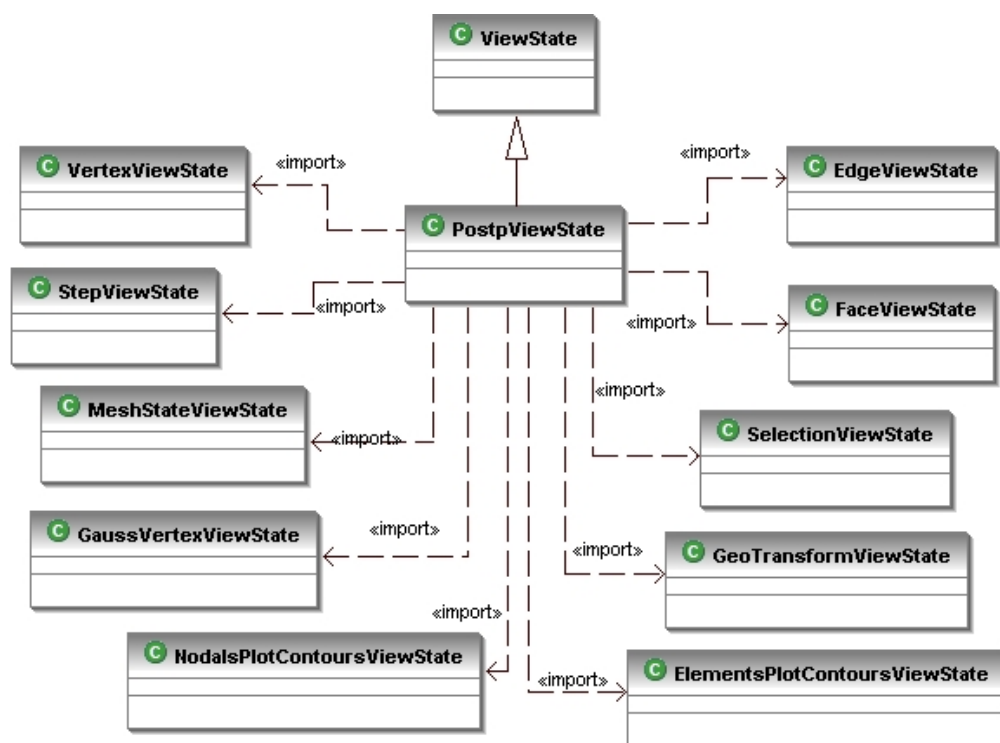 C ViewState
«import»
«import»
C VertexViewState
C EdgeViewState
C PostpViewState
C StepViewState
«import»
C FaceViewState
«import»
«import»
C MeshStateViewState
«import»
C SelectionViewState
C GaussVertexViewState
«import»
C GeoTransformViewState
«import»
«import»
C NodalsPlotContoursViewState
«import»
C ElementsPlotContoursViewState